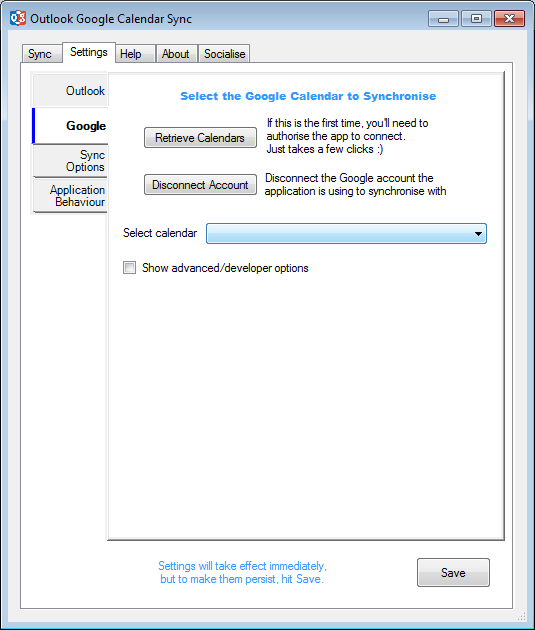 Outlook Google Calendar Sync
Sync
Settings
Help
About
Socialise
Outlook
Google
Sync
Options
Application
Behaviour
Select the Google Calendar to Synchronise
Retrieve Calendars
If this is the first time, you'll need to
authorise the app to connect.
Just takes a few clicks :)
Disconnect Account
Disconnect the Google account the
application is using to synchronise with
Select calendar
Show advanced/developer options
Settings will take effect immediately,
but to make them persist, hit Save.
Save